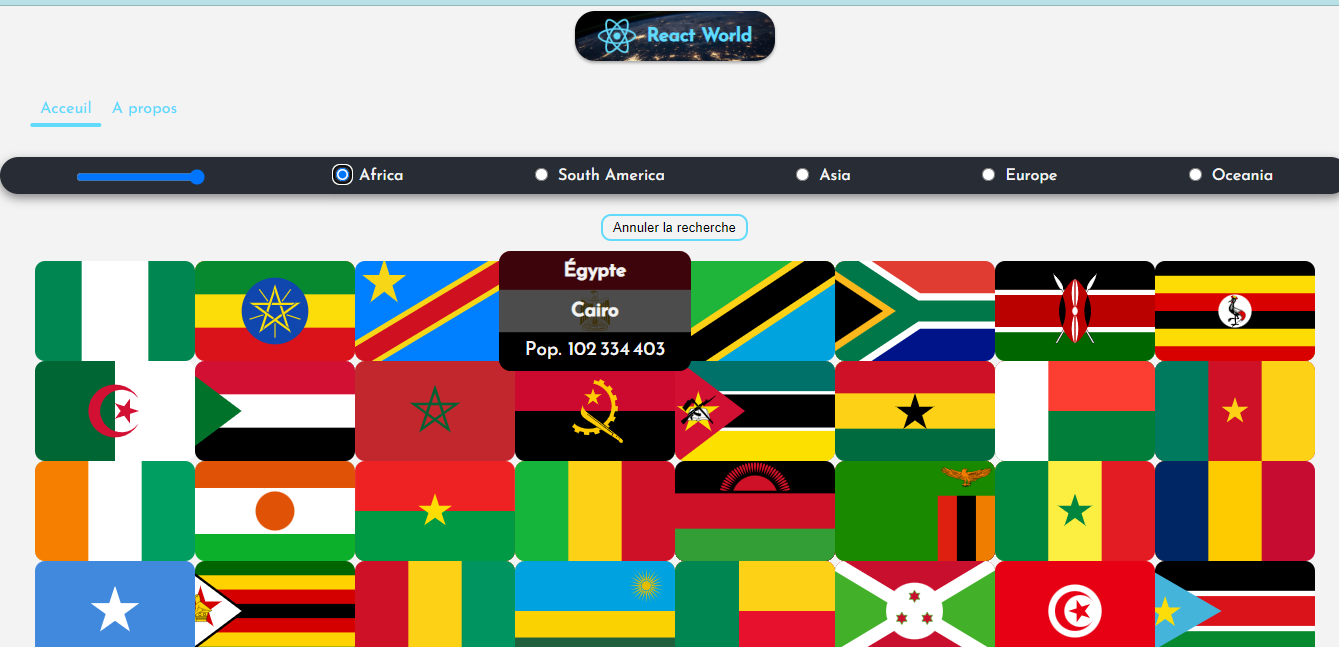 React World
Acceuil
A propos
Africa
South America
Asia
Europe
Oceania
Annuler la recherche
Égypte
Cairo
Pop. 102 334 403